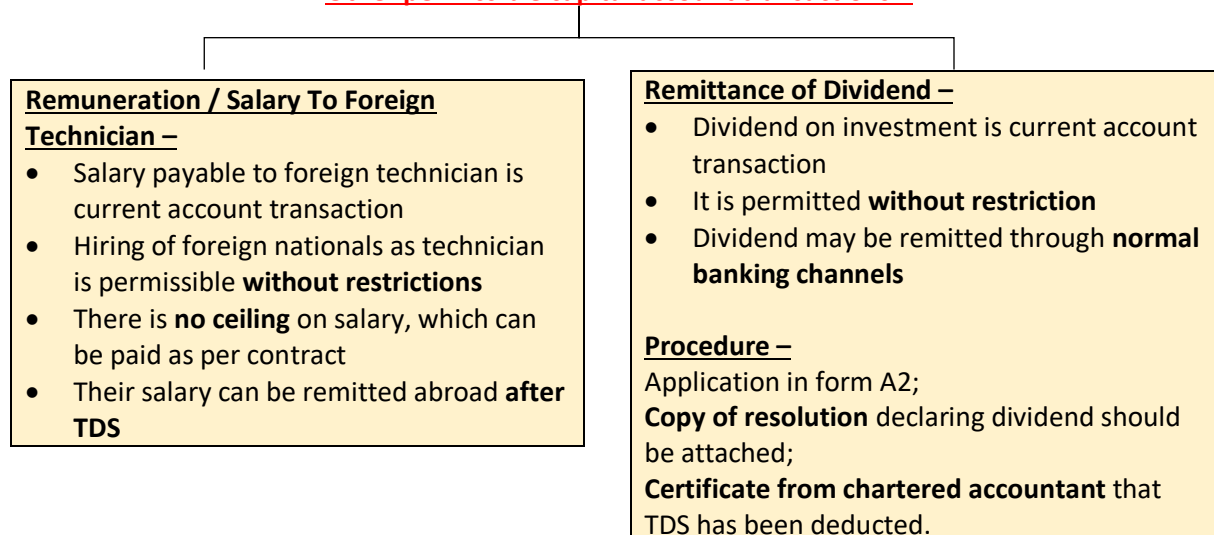 Remuneration / Salary To Foreign
Technician –
• Salary payable to foreign technician is
current account transaction
• Hiring of foreign nationals as technician
is permissible without restrictions
• There is no ceiling on salary, which can
be paid as per contract
• Their salary can be remitted abroad after
TDS
Remittance of Dividend –
• Dividend on investment is current account
transaction
• It is permitted without restriction
• Dividend may be remitted through normal
banking channels
Procedure –
Application in form A2;
Copy of resolution declaring dividend should
be attached;
Certificate from chartered accountant that
TDS has been deducted.